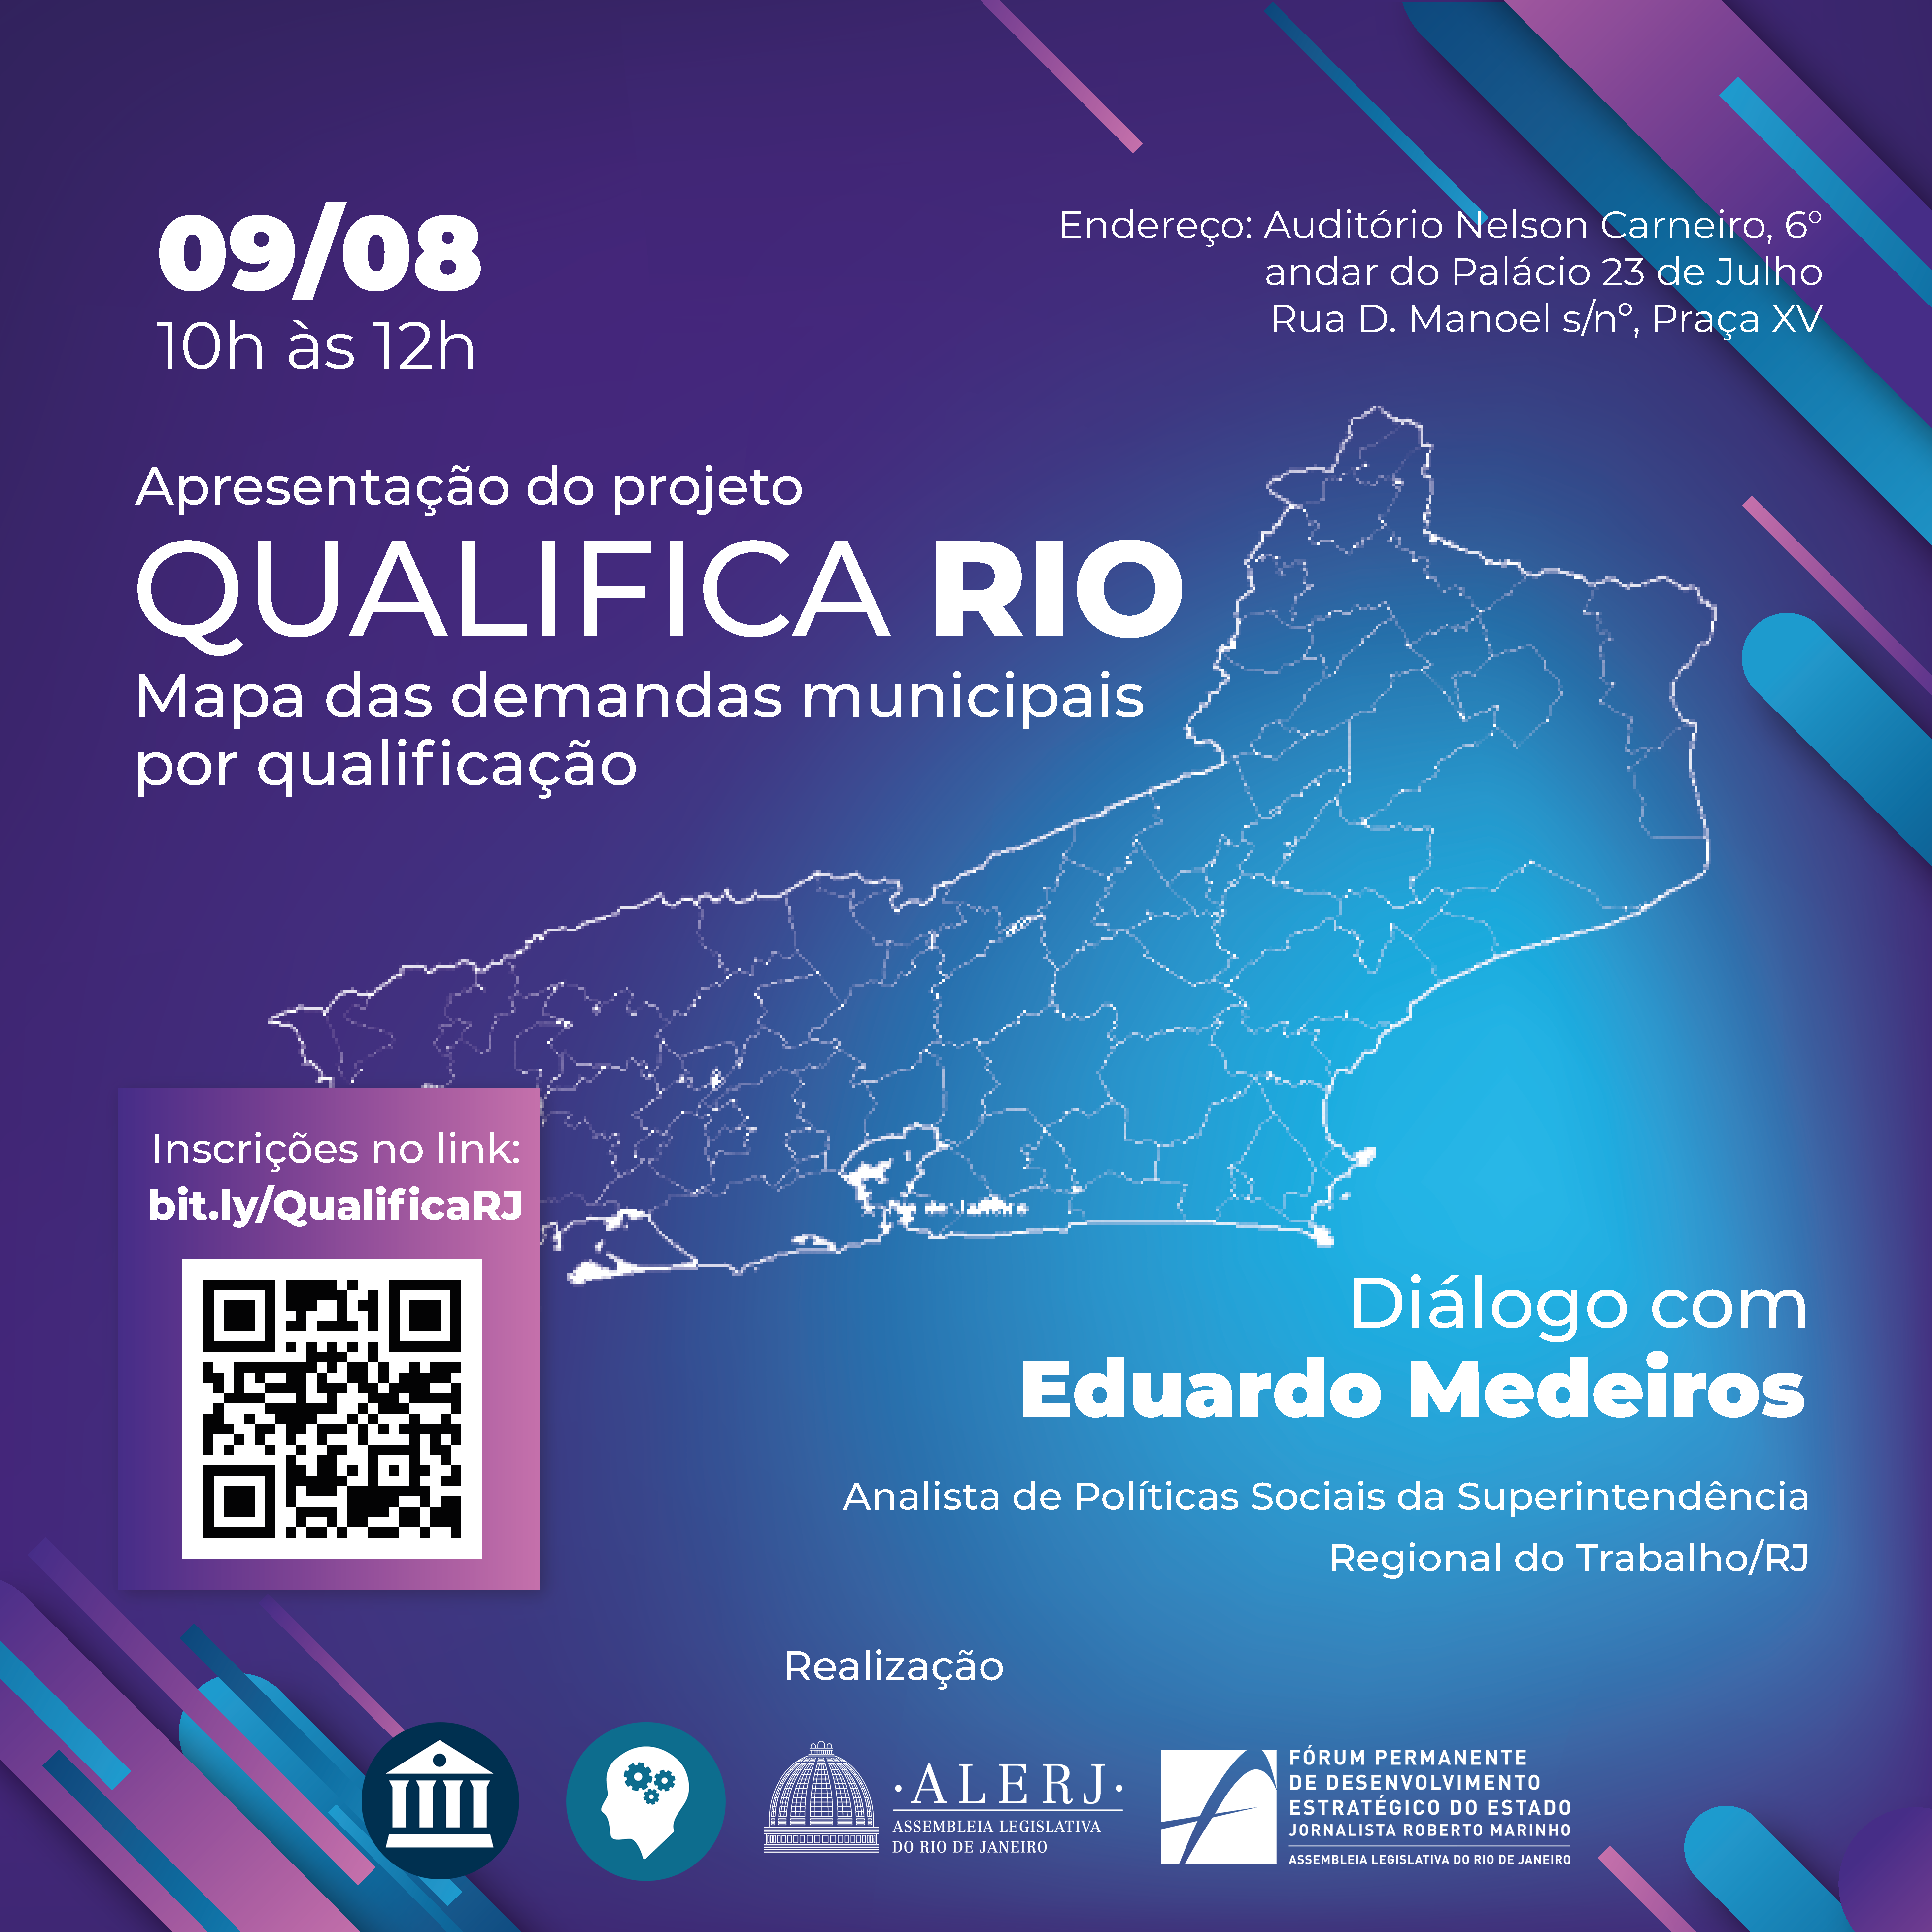 09/08
10h às 12h
Endereço: Auditório Nelson Carneiro, 6º
andar do Palácio 23 de Julho
Rua D. Manoel s/nº, Praça XV
Apresentação do projeto
QUALIFICA RIO
Mapa das demandas municipais
por qualificação
Inscrições no link:
bit.ly/QualificaRJ
Diálogo com
Eduardo Medeiros
Analista de Políticas Sociais da Superintendência
Regional do Trabalho/RJ
Realização
·ALERJ·
ASSEMBLEIA LEGISLATIVA
DO RIO DE JANEIRO
FÓRUM PERMANENTE
DE DESENVOLVIMENTO
ESTRATÉGICO DO ESTADO
JORNALISTA ROBERTO MARINHO
ASSEMBLEIA LEGISLATIVA DO RIO DE JANEIRO